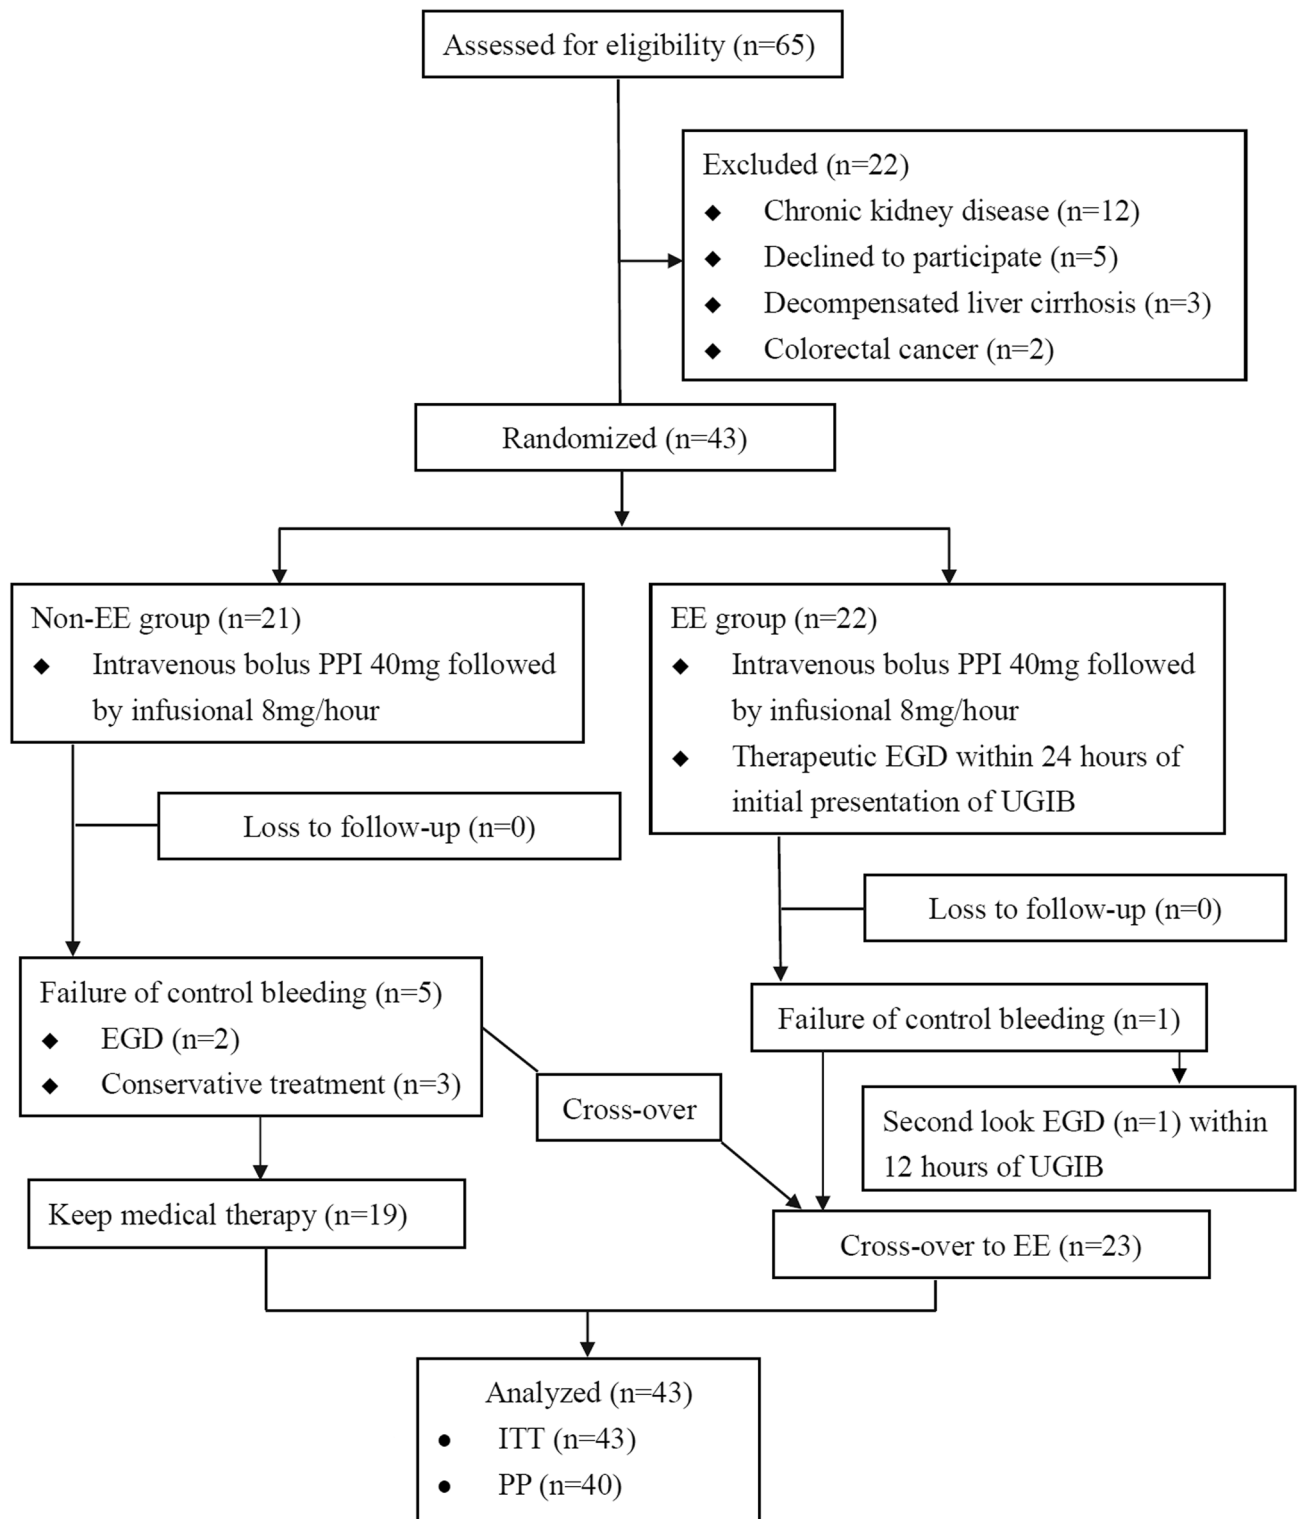 Assessed for eligibility (n=65)
Excluded (n=22)
◆ Chronic kidney disease (n=12)
◆ Declined to participate (n=5)
◆ Decompensated liver cirrhosis (n=3)
◆ Colorectal cancer (n=2)
Randomized (n=43)
Non-EE group (n=21)
◆ Intravenous bolus PPI 40mg followed
by infusional 8mg/hour
EE group (n=22)
◆ Intravenous bolus PPI 40mg followed
by infusional 8mg/hour
◆ Therapeutic EGD within 24 hours of
initial presentation of UGIB
Loss to follow-up (n=0)
Loss to follow-up (n=0)
Failure of control bleeding (n=5)
◆ EGD (n=2)
◆ Conservative treatment (n=3)
Failure of control bleeding (n=1)
Cross-over
Second look EGD (n=1) within
12 hours of UGIB
Keep medical therapy (n=19)
Cross-over to EE (n=23)
Analyzed (n=43)
● ITT (n=43)
● PP (n=40)